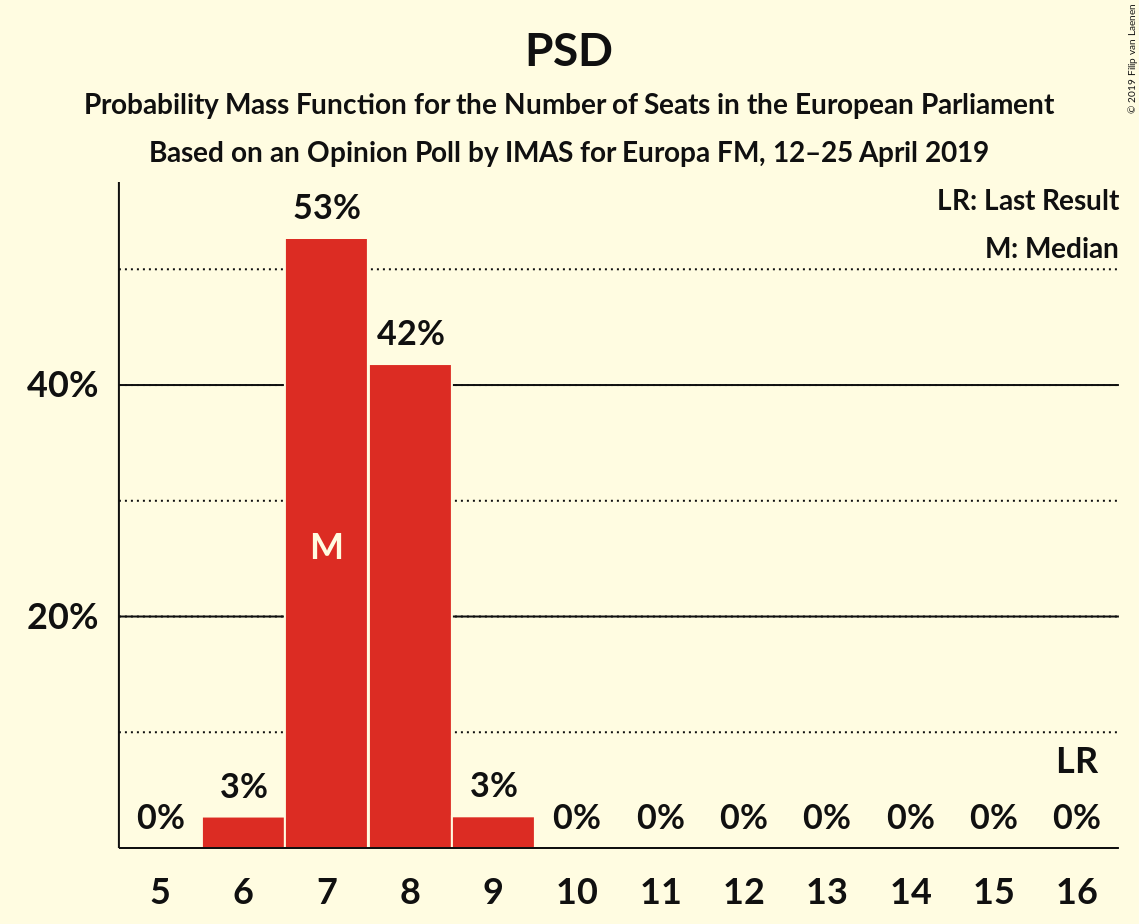 PSD
Probability Mass Function for the Number of Seats in the European Parliament
Based on an Opinion Poll by IMAS for Europa FM, 12–25 April 2019
© 2019 Filip van Laenen
LR: Last Result
M: Median
53%
42%
40%
M
20%
LR
0% 3% 3% 0% 0% 0% 0% 0% 0% 0%
5 6 7 8 9 10 11 12 13 14 15 16